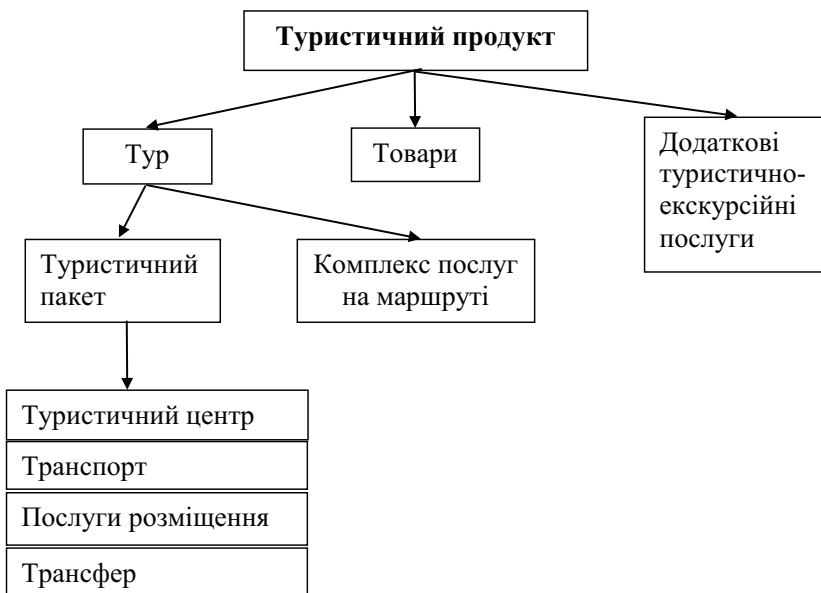 Туристичний продукт
Тур
Товари
Додаткові
туристично-
екскурсійні
послуги
Туристичний
пакет
Комплекс послуг
на маршруті
Туристичний центр
Транспорт
Послуги розміщення
Трансфер